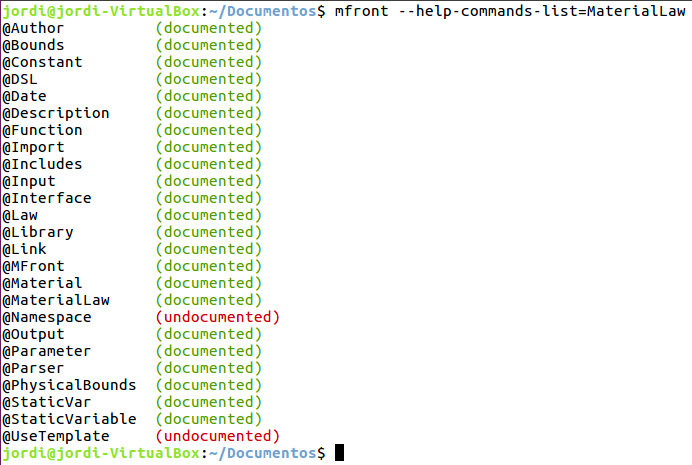 jordi@jordi-VirtualBox:~/Documentos$ mfront --help-commands-list=MaterialLaw
@Author (documented)
@Bounds (documented)
@Constant (documented)
@DSL (documented)
@Date (documented)
@Description (documented)
@Function (documented)
@Import (documented)
@Includes (documented)
@Input (documented)
@Interface (documented)
@Law (documented)
@Library (documented)
@Link (documented)
@MFront (documented)
@Material (documented)
@MaterialLaw (documented)
@Namespace (undocumented)
@Output (documented)
@Parameter (documented)
@Parser (documented)
@PhysicalBounds (documented)
@StaticVar (documented)
@StaticVariable (documented)
@UseTemplate (undocumented)
jordi@jordi-VirtualBox:~/Documentos$